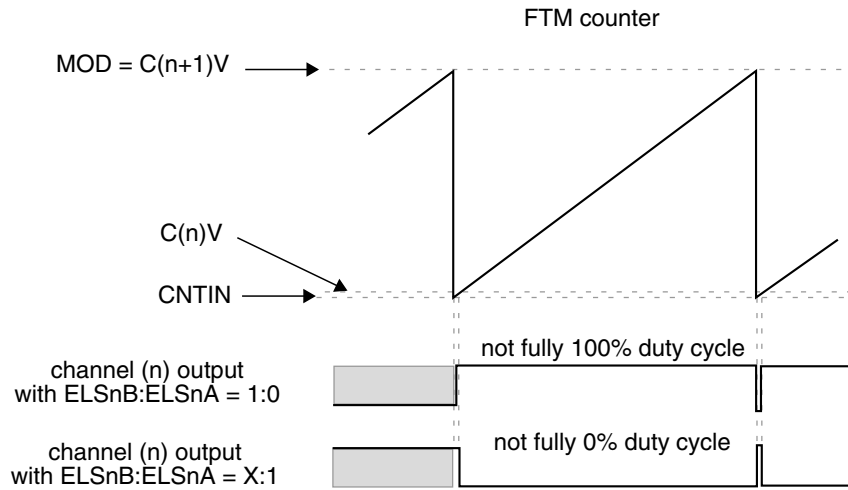 FTM counter
MOD = C(n+1)V
C(n)V
CNTIN
not fully 100% duty cycle
channel (n) output
with ELSnB:ELSnA = 1:0
not fully 0% duty cycle
channel (n) output
with ELSnB:ELSnA = X:1